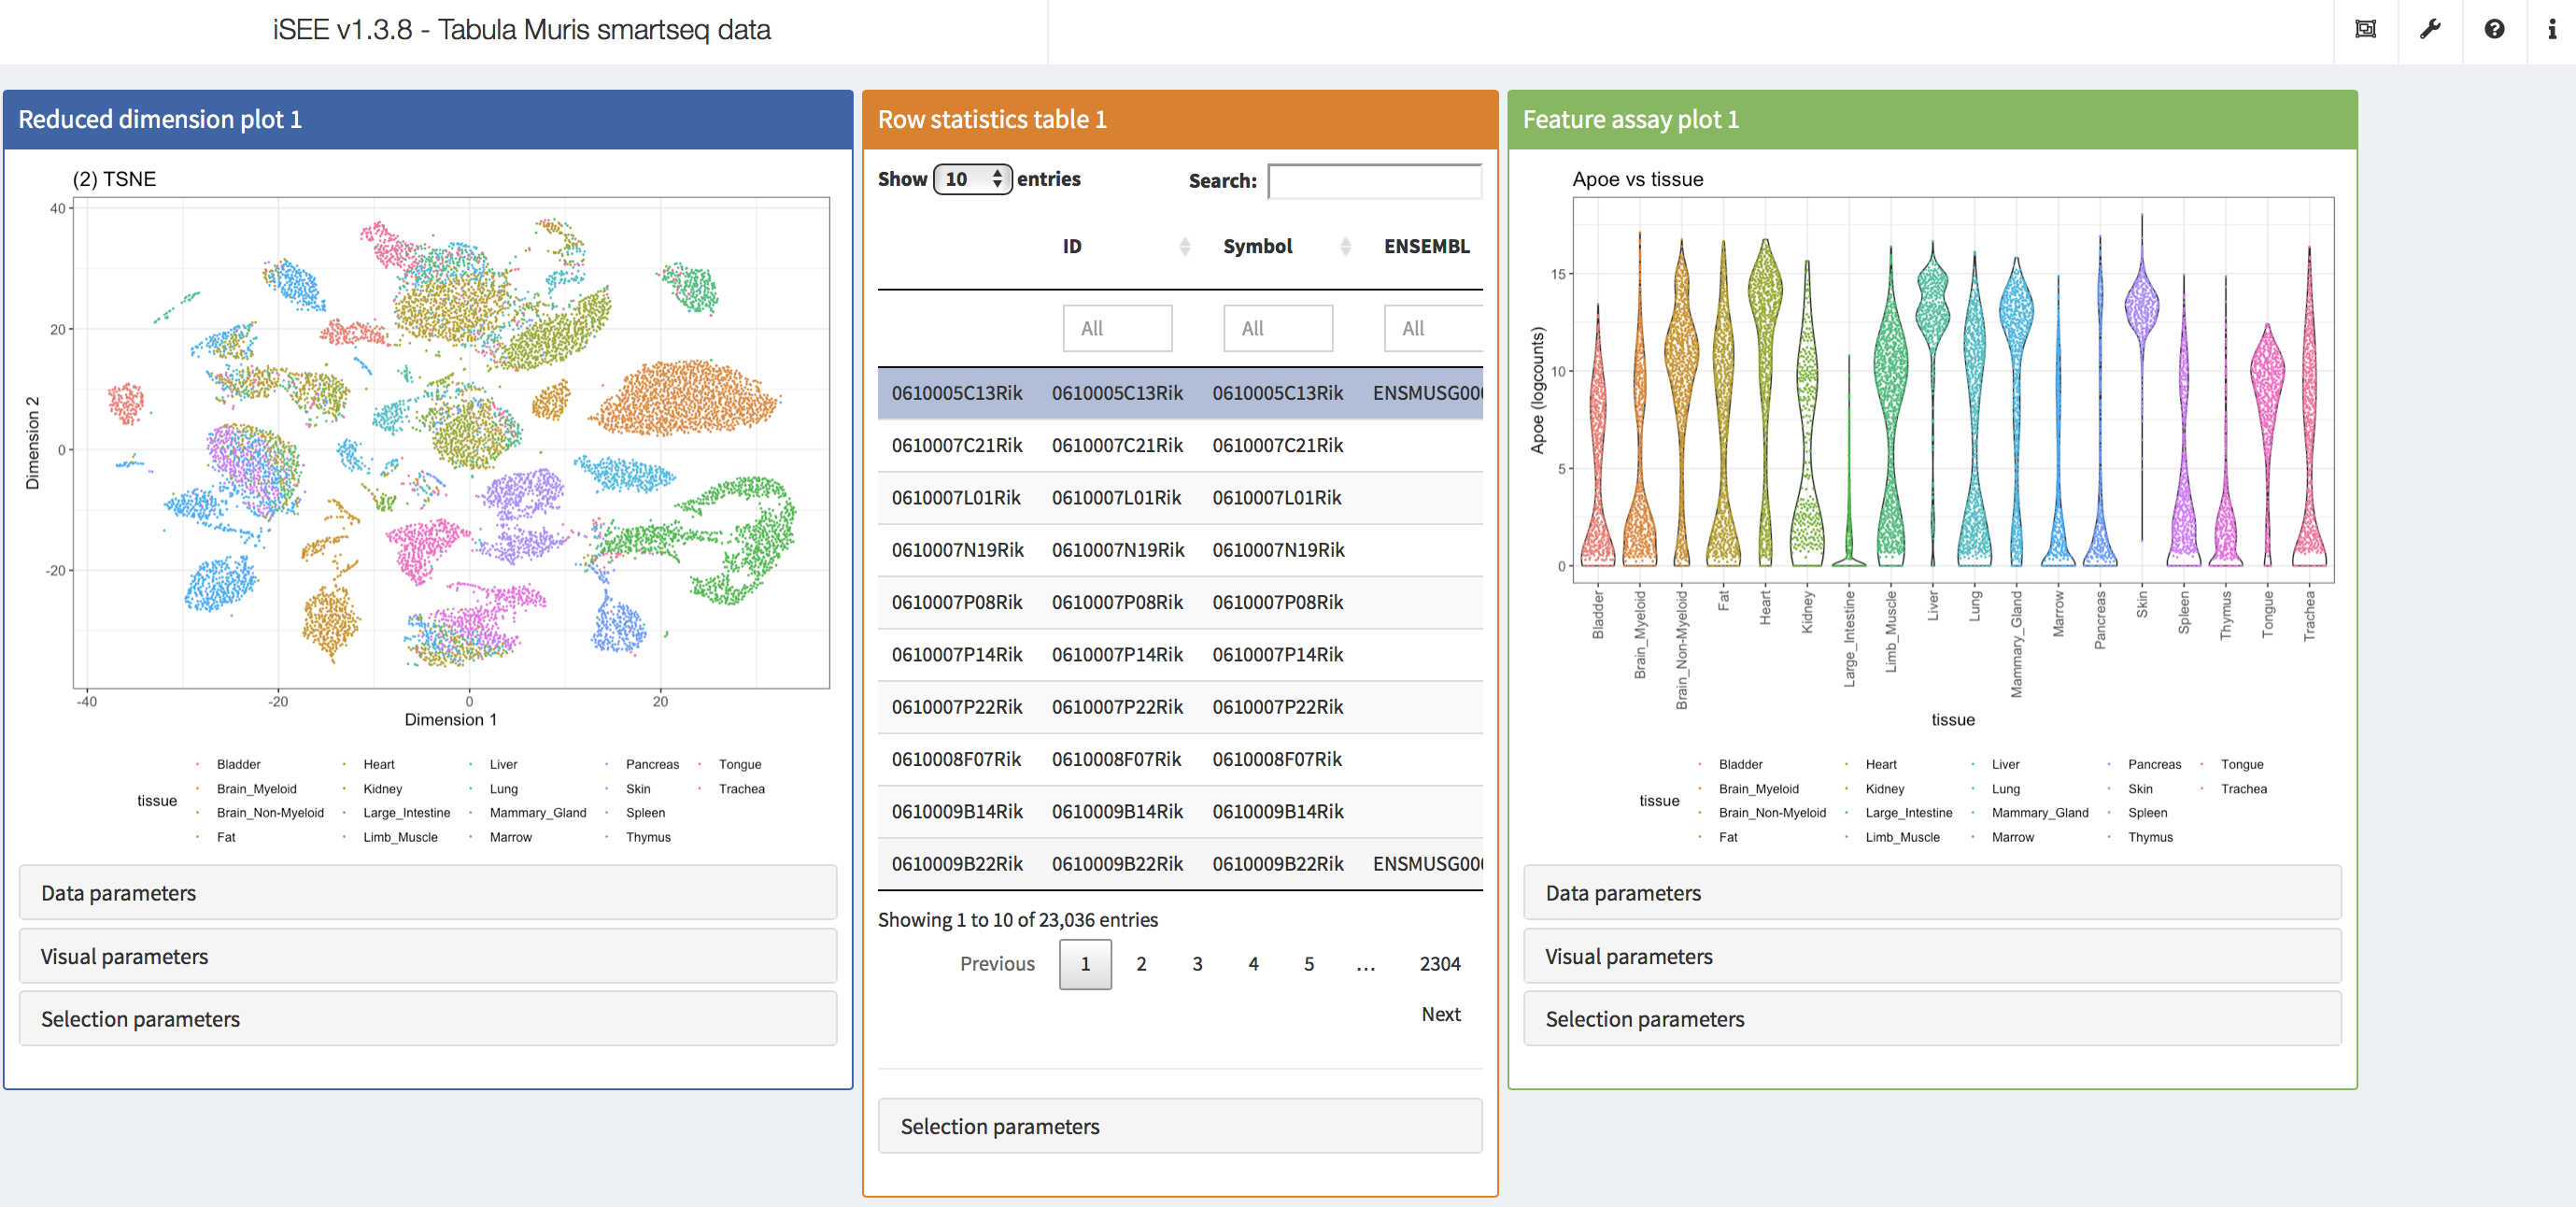 iSEE v1.3.8 - Tabula Muris smartseq data
Reduced dimension plot 1
(2) TSNE
40
20
0
-20
Dimension 2
-40 -20 0 20
Dimension 1
tissue
Bladder Heart Liver Pancreas Tongue
Brain_Myeloid Kidney Lung Skin Trachea
Brain_Non-Myeloid Large_Intestine Mammary_Gland Spleen
Fat Limb_Muscle Marrow Thymus
Data parameters
Visual parameters
Selection parameters
Row statistics table 1
Show 10 entries Search:
ID Symbol ENSEMBL
All All All
0610005C13Rik 0610005C13Rik 0610005C13Rik ENSMUSG00
0610007C21Rik 0610007C21Rik 0610007C21Rik
0610007L01Rik 0610007L01Rik 0610007L01Rik
0610007N19Rik 0610007N19Rik 0610007N19Rik
0610007P08Rik 0610007P08Rik 0610007P08Rik
0610007P14Rik 0610007P14Rik 0610007P14Rik
0610007P22Rik 0610007P22Rik 0610007P22Rik
0610008F07Rik 0610008F07Rik 0610008F07Rik
0610009B14Rik 0610009B14Rik 0610009B14Rik
0610009B22Rik 0610009B22Rik 0610009B22Rik ENSMUSG00
Showing 1 to 10 of 23,036 entries
Previous 1 2 3 4 5 … 2304
Next
Selection parameters
Feature assay plot 1
Apoe vs tissue
15
10
5
0
Apoe (logcounts)
Bladder
Brain_Myeloid
Brain_Non-Myeloid
Fat
Heart
Kidney
Large_Intestine
Limb_Muscle
Liver
Lung
Mammary_Gland
Marrow
Pancreas
Skin
Spleen
Thymus
Tongue
Trachea
tissue
tissue
Bladder Heart Liver Pancreas Tongue
Brain_Myeloid Kidney Lung Skin Trachea
Brain_Non-Myeloid Large_Intestine Mammary_Gland Spleen
Fat Limb_Muscle Marrow Thymus
Data parameters
Visual parameters
Selection parameters